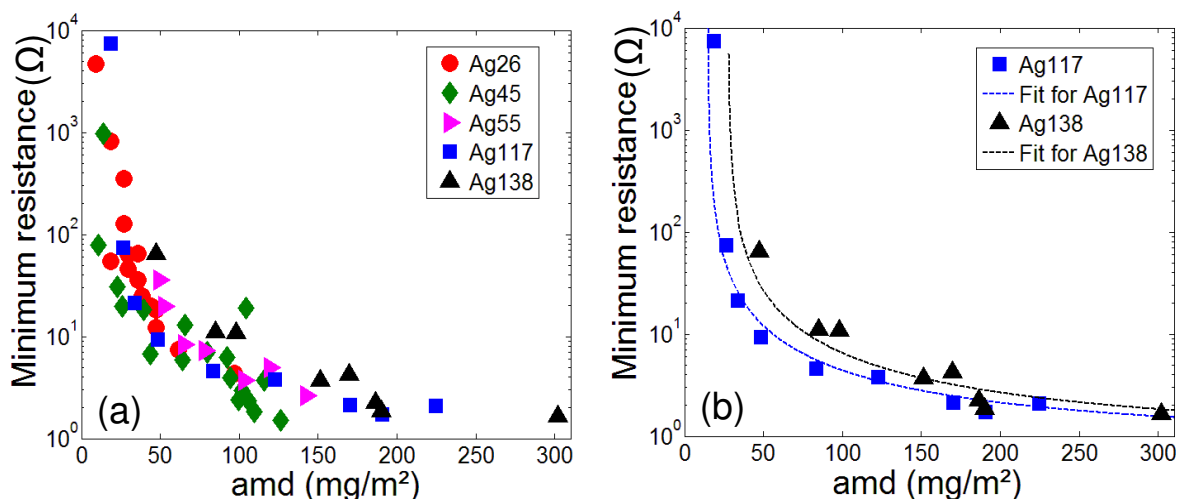 Minimum resistance(Ω)
10⁴
10³
10²
10¹
10⁰
0 50 100 150 200 250 300
amd (mg/m²)
(a)
Ag26
Ag45
Ag55
Ag117
Ag138
Minimum resistance(Ω)
10⁴
10³
10²
10¹
10⁰
0 50 100 150 200 250 300
amd (mg/m²)
(b)
Ag117
Fit for Ag117
Ag138
Fit for Ag138